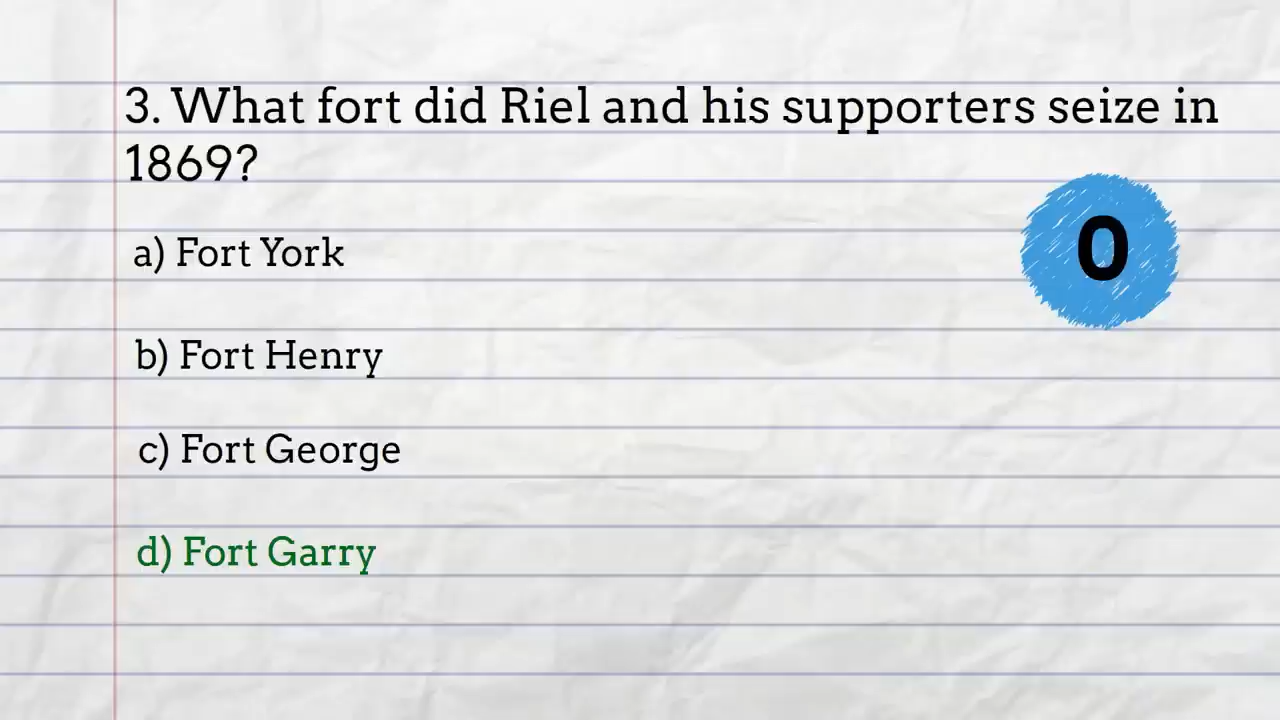 3. What fort did Riel and his supporters seize in
1869?
0
a) Fort York
b) Fort Henry
c) Fort George
d) Fort Garry